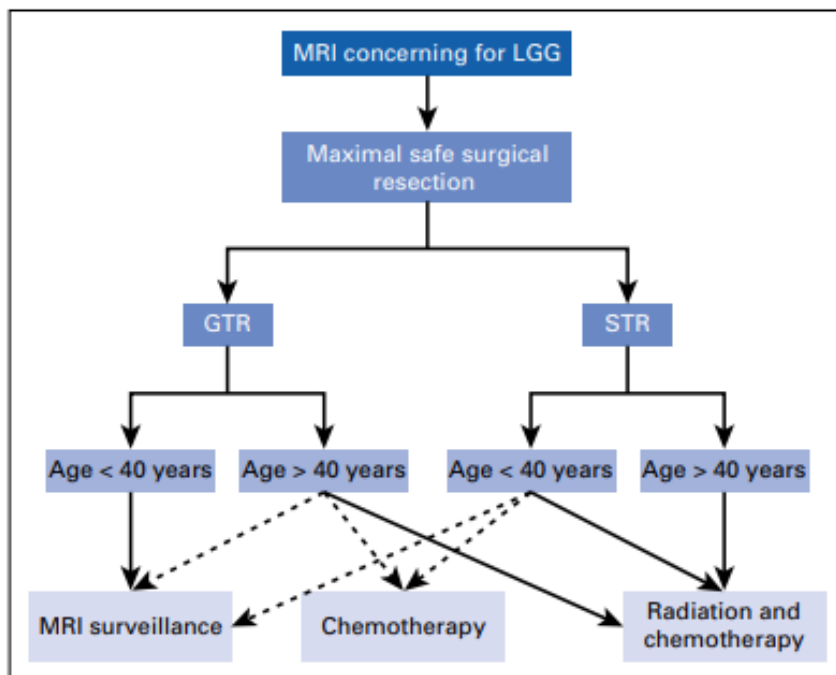 MRI concerning for LGG
Maximal safe surgical
resection
GTR
STR
Age < 40 years
Age > 40 years
Age < 40 years
Age > 40 years
MRI surveillance
Chemotherapy
Radiation and
chemotherapy